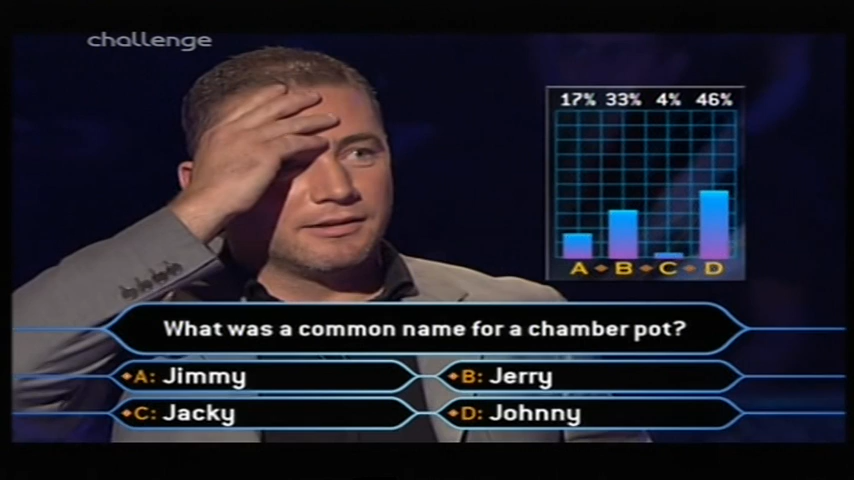 challenge
17% 33% 4% 46%
A B C D
What was a common name for a chamber pot?
A: Jimmy
B: Jerry
C: Jacky
D: Johnny